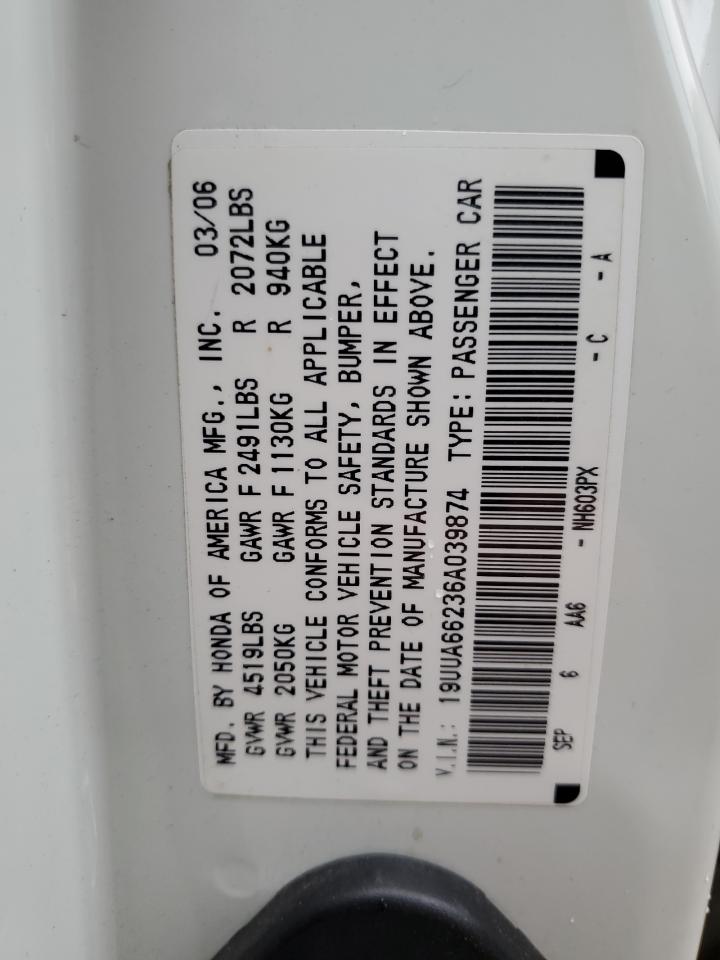 MFD. BY HONDA OF AMERICA MFG., INC. 03/06
GVWR 4519LBS GAWR F 2491LBS R 2072LBS
GVWR 2050KG GAWR F 1130KG R 940KG
THIS VEHICLE CONFORMS TO ALL APPLICABLE
FEDERAL MOTOR VEHICLE SAFETY, BUMPER,
AND THEFT PREVENTION STANDARDS IN EFFECT
ON THE DATE OF MANUFACTURE SHOWN ABOVE.
V.I.N.: 19UUA66236A039874 TYPE: PASSENGER CAR
SEP 6 AA6 - NH603PX - C - A